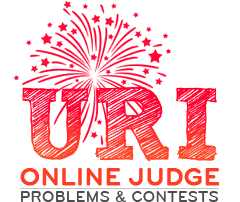 URI
ONLINE JUDGE
PROBLEMS & CONTESTS